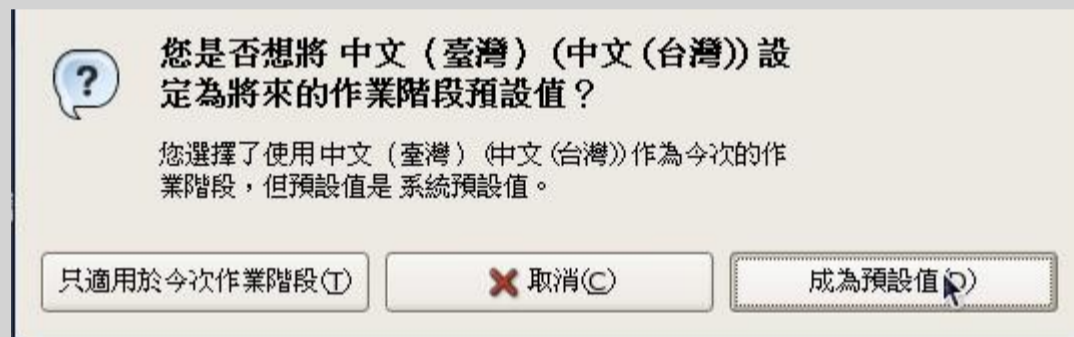 您是否想將 中文（臺灣）(中文 (台灣)) 設
定為將來的作業階段預設值？
您選擇了使用中文（臺灣）(中文 (台灣)) 作為今次的作
業階段，但預設值是 系統預設值。
只適用於今次作業階段(T)
取消(C)
成為預設值(D)